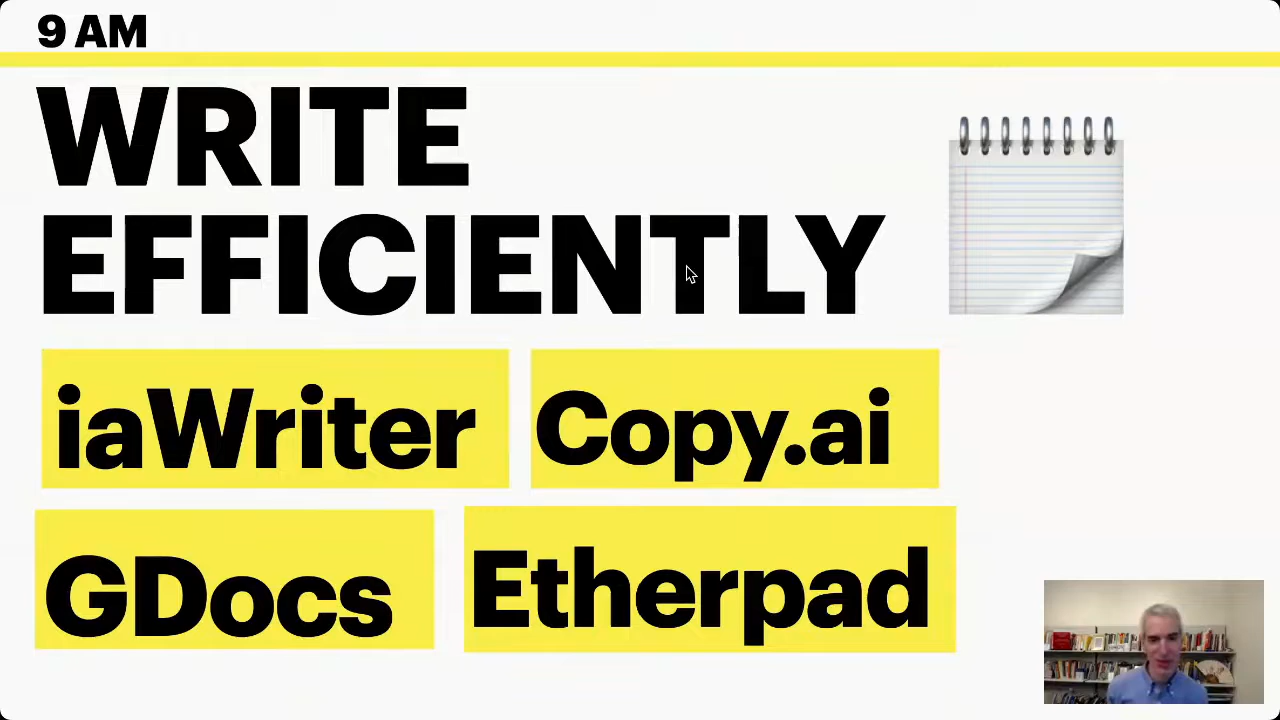 9 AM
WRITE
EFFICIENTLY
iaWriter Copy.ai
GDocs Etherpad